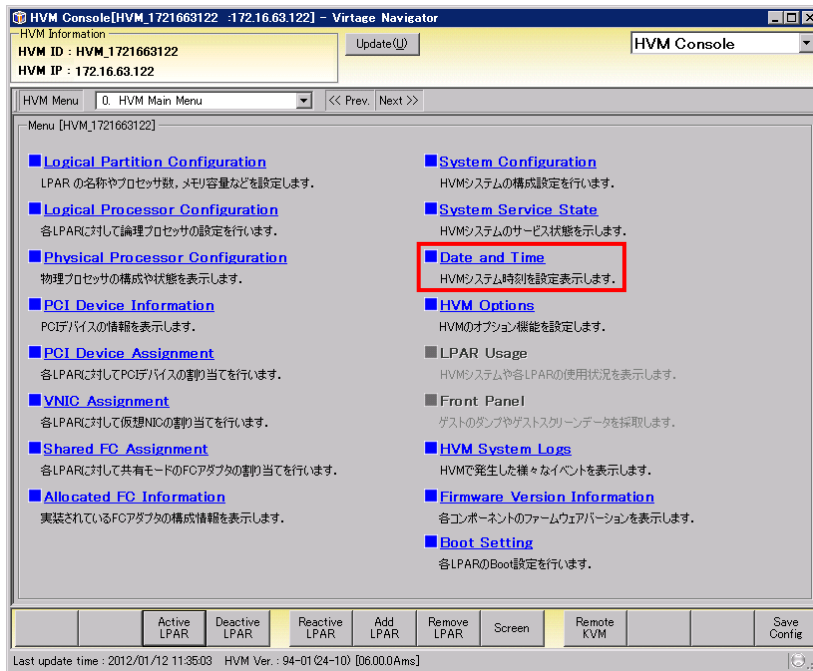 HVM Console[HVM_1721663122 :172.16.63.122] - Virtage Navigator
HVM Information
HVM ID : HVM_1721663122
HVM IP : 172.16.63.122
Update(U)
HVM Console
HVM Menu
0. HVM Main Menu
<< Prev. Next >>
Menu [HVM_1721663122]
Logical Partition Configuration
LPAR の名称やプロセッサ数，メモリ容量などを設定します．
Logical Processor Configuration
各LPARに対して論理プロセッサの設定を行います．
Physical Processor Configuration
物理プロセッサの構成や状態を表示します．
PCI Device Information
PCIデバイスの情報を表示します．
PCI Device Assignment
各LPARに対してPCIデバイスの割り当てを行います．
VNIC Assignment
各LPARに対して仮想NICの割り当てを行います．
Shared FC Assignment
各LPARに対して共有モードのFCアダプタの割り当てを行います．
Allocated FC Information
実装されているFCアダプタの構成情報を表示します．
System Configuration
HVMシステムの構成設定を行います．
System Service State
HVMシステムのサービス状態を示します．
Date and Time
HVMシステム時刻を設定表示します．
HVM Options
HVMのオプション機能を設定します．
LPAR Usage
HVMシステムや各LPARの使用状況を表示します．
Front Panel
ゲストのダンプやゲストスクリーンデータを採取します．
HVM System Logs
HVMで発生した様々なイベントを表示します．
Firmware Version Information
各コンポーネントのファームウェアバージョンを表示します．
Boot Setting
各LPARのBoot設定を行います．
Active LPAR
Deactive LPAR
Reactive LPAR
Add LPAR
Remove LPAR
Screen
Remote KVM
Save Config
Last update time : 2012/01/12 11:35:03 HVM Ver. : 94-01(24-10) [06.00.0Ams]